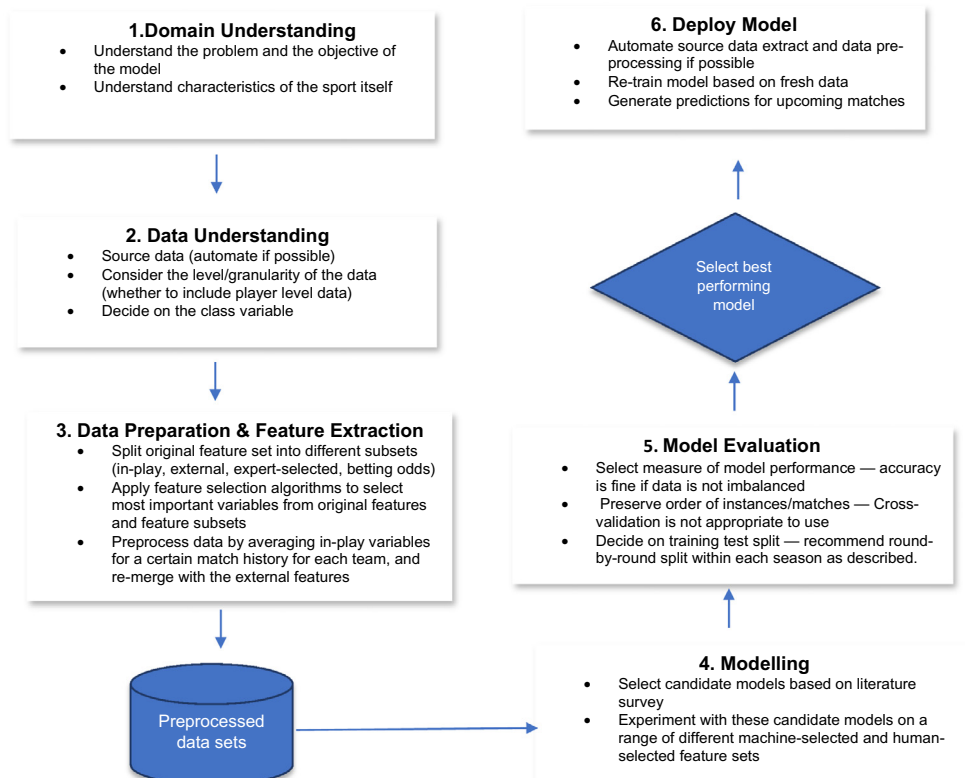 1.Domain Understanding
• Understand the problem and the objective of
the model
• Understand characteristics of the sport itself
2. Data Understanding
• Source data (automate if possible)
• Consider the level/granularity of the data
(whether to include player level data)
• Decide on the class variable
3. Data Preparation & Feature Extraction
• Split original feature set into different subsets
(in-play, external, expert-selected, betting odds)
• Apply feature selection algorithms to select
most important variables from original features
and feature subsets
• Preprocess data by averaging in-play variables
for a certain match history for each team, and
re-merge with the external features
Preprocessed
data sets
4. Modelling
• Select candidate models based on literature
survey
• Experiment with these candidate models on a
range of different machine-selected and human-
selected feature sets
5. Model Evaluation
• Select measure of model performance — accuracy
is fine if data is not imbalanced
• Preserve order of instances/matches — Cross-
validation is not appropriate to use
• Decide on training test split — recommend round-
by-round split within each season as described.
Select best
performing
model
6. Deploy Model
• Automate source data extract and data pre-
processing if possible
• Re-train model based on fresh data
• Generate predictions for upcoming matches